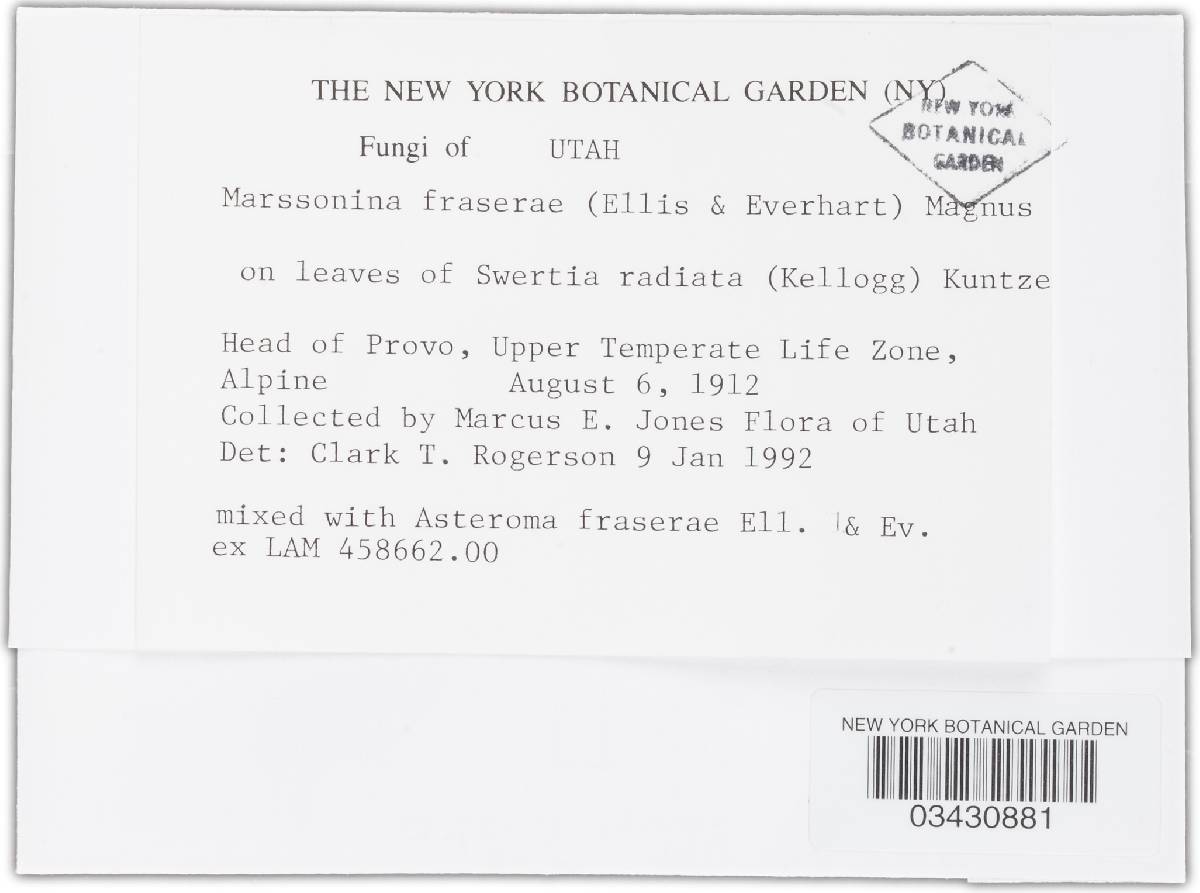 THE NEW YORK BOTANICAL GARDEN (NY)
NEW YORK
BOTANICAL
GARDEN
Fungi of UTAH
Marssonina fraserae (Ellis & Everhart) Magnus
on leaves of Swertia radiata (Kellogg) Kuntze
Head of Provo, Upper Temperate Life Zone,
Alpine August 6, 1912
Collected by Marcus E. Jones Flora of Utah
Det: Clark T. Rogerson 9 Jan 1992
mixed with Asteroma fraserae Ell. & Ev.
ex LAM 458662.00
NEW YORK BOTANICAL GARDEN
03430881